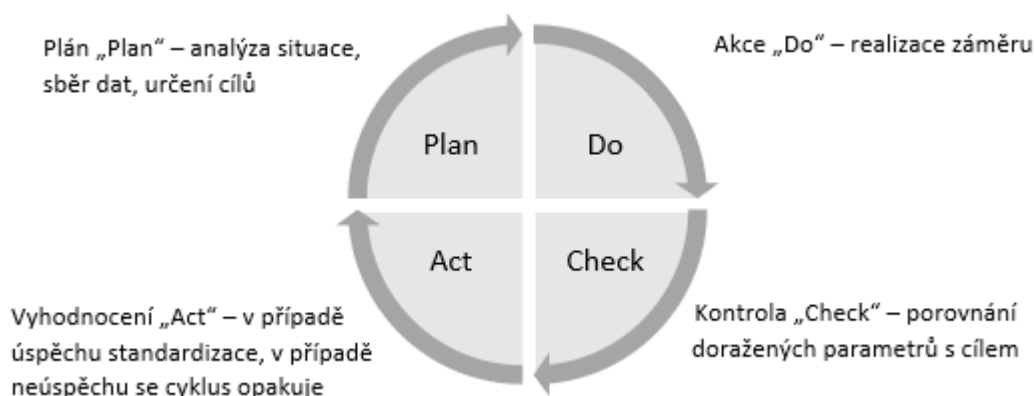 Plán „Plan“ – analýza situace,
sběr dat, určení cílů
Akce „Do“ – realizace záměru
Plan
Do
Act
Check
Vyhodnocení „Act“ – v případě
úspěchu standardizace, v případě
neúspěchu se cyklus opakuje
Kontrola „Check“ – porovnání
doražených parametrů s cílem